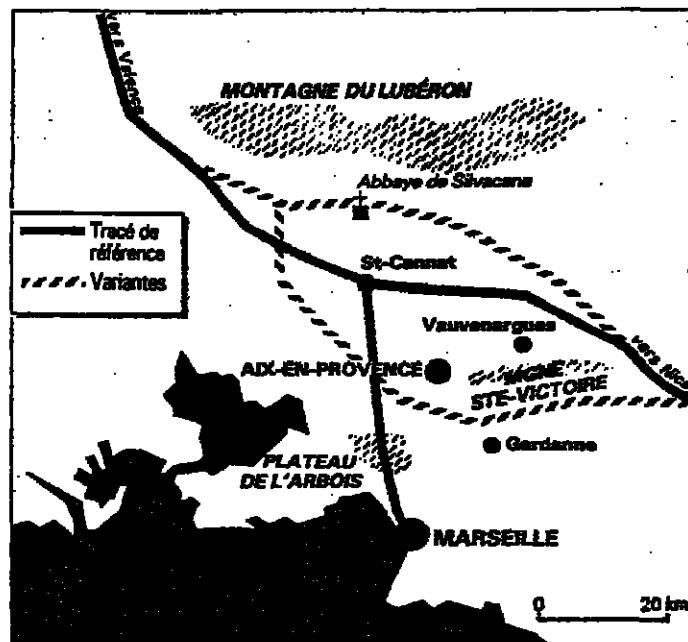 vers Valence
MONTAGNE DU LUBÉRON
Abbaye de Silvacane
Tracé de
référence
Variantes
St-Cannat
Vauvenargues
vers Nice
AIX-EN-PROVENCE
MGNE
STE-VICTOIRE
Gardanne
PLATEAU
DE L'ARBOIS
MARSEILLE
0 20 km